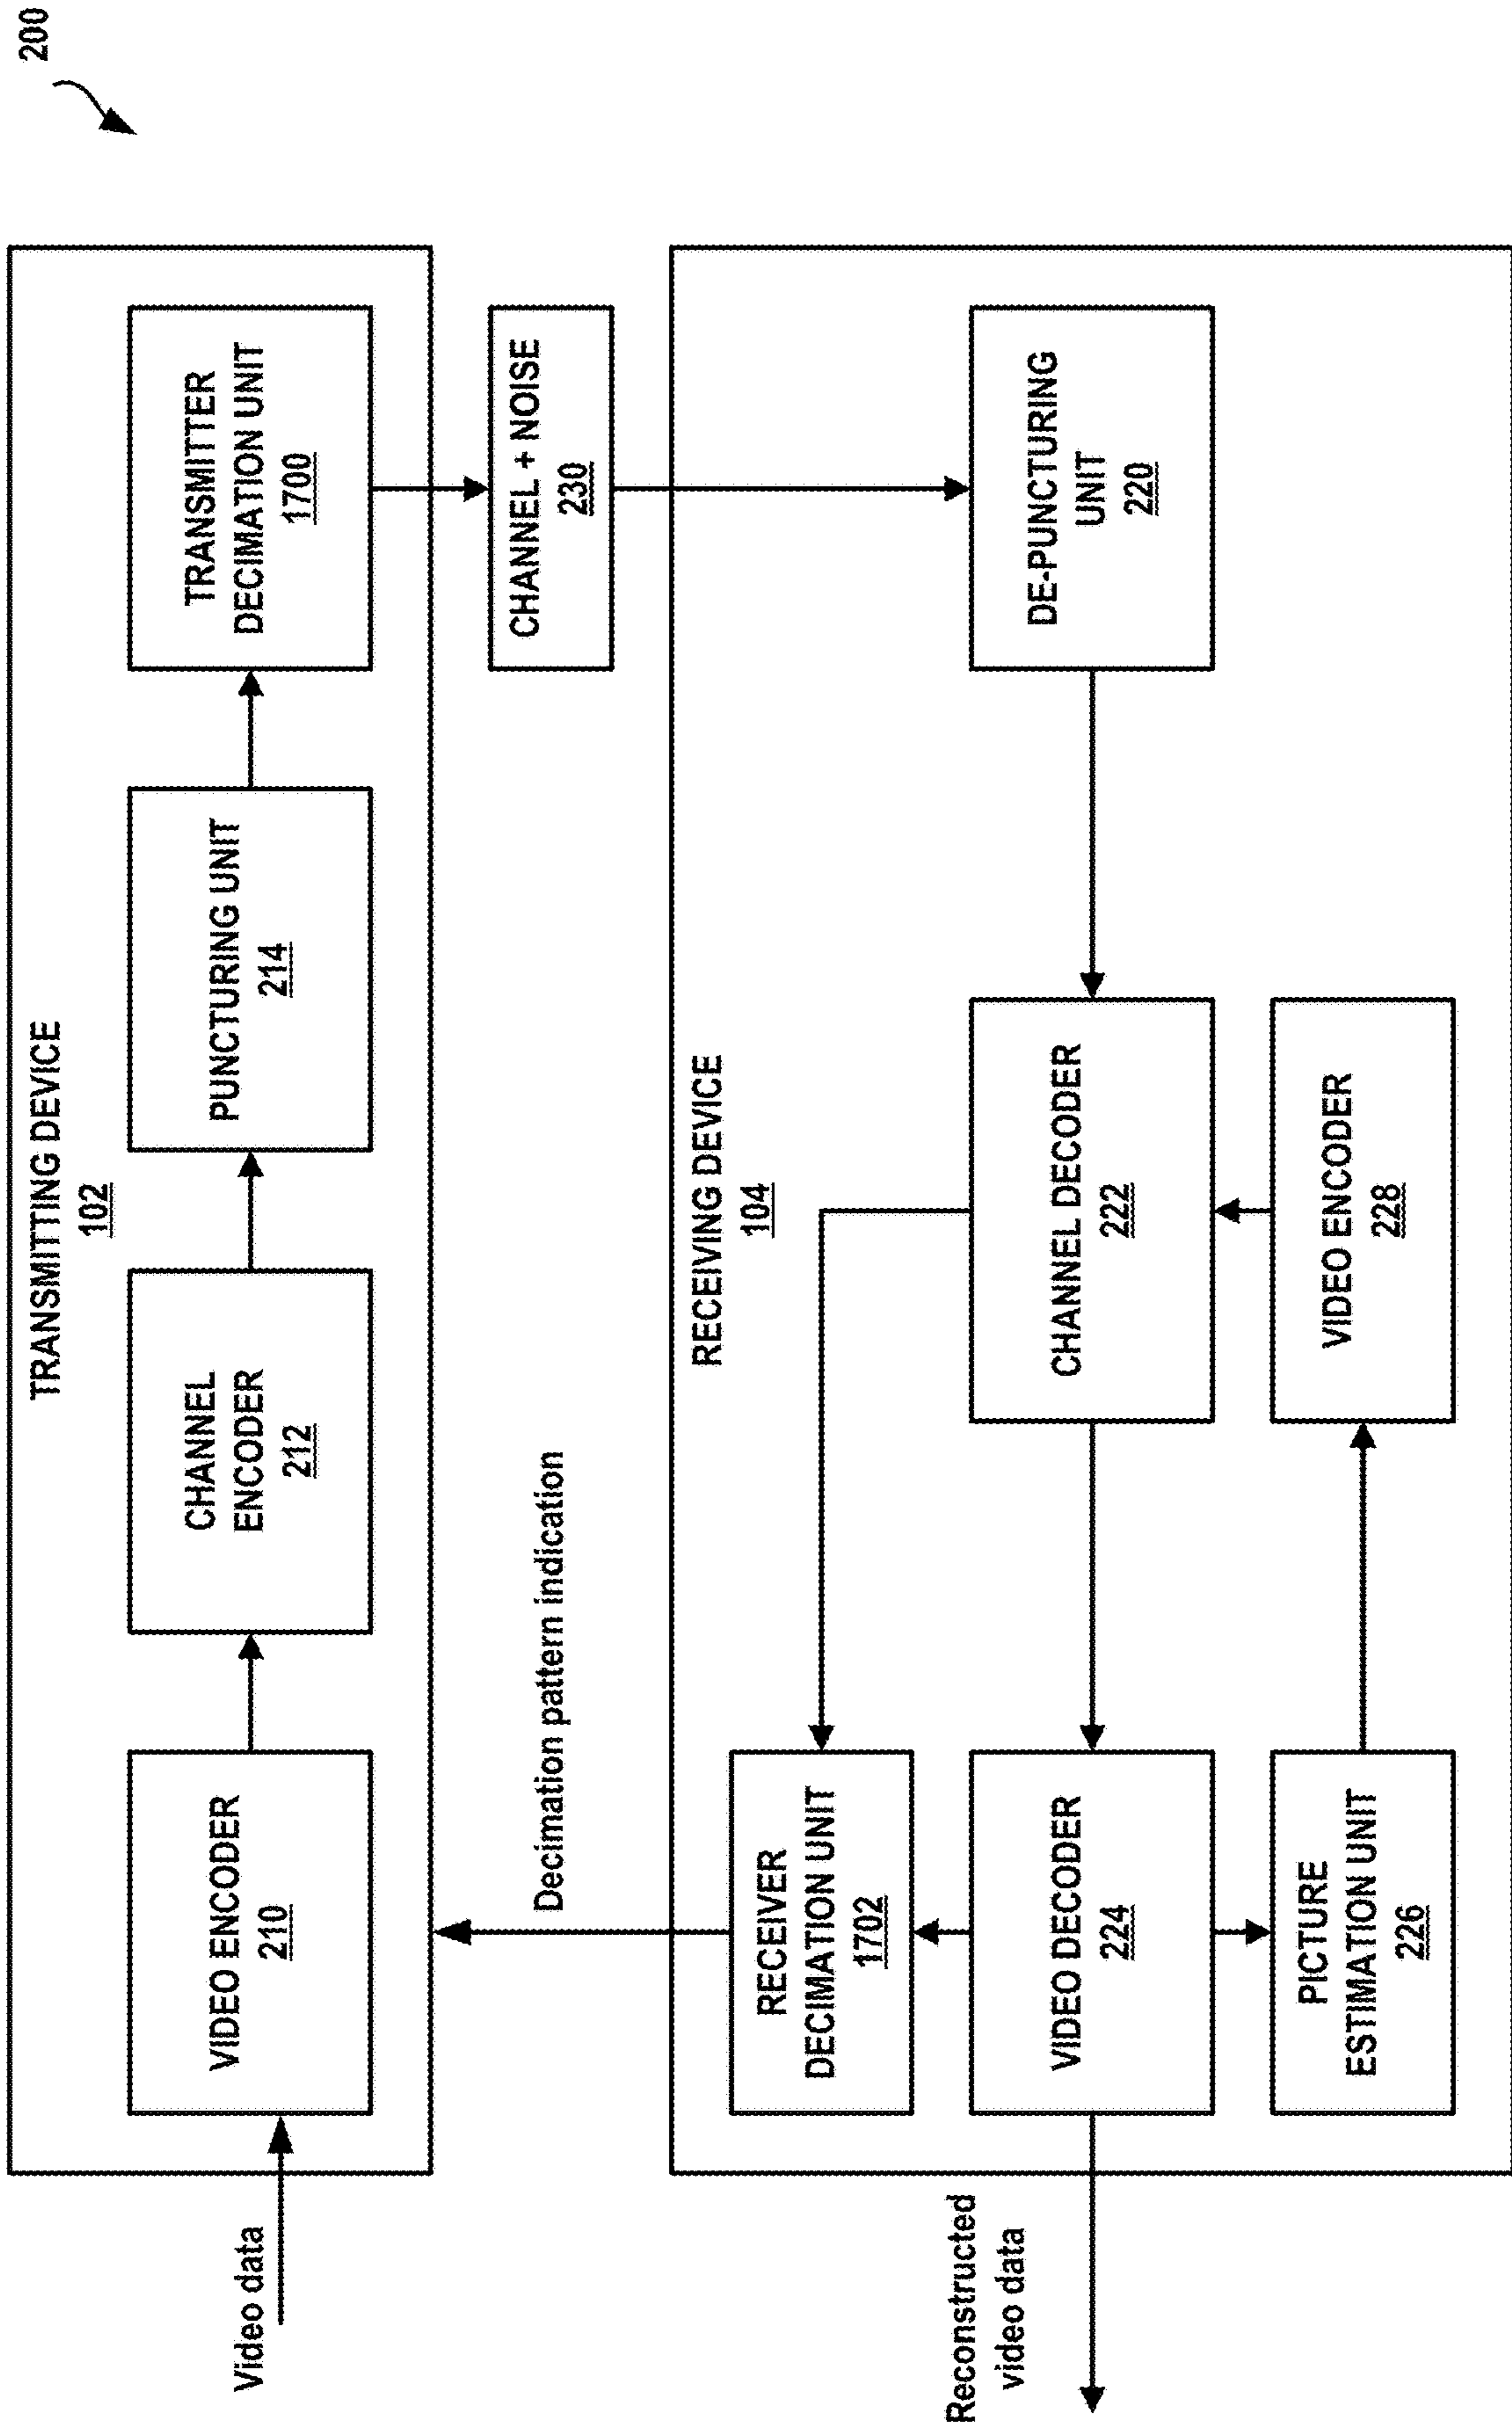 200
TRANSMITTING DEVICE
102
Video data
VIDEO ENCODER
210
CHANNEL
ENCODER
212
PUNCTURING UNIT
214
TRANSMITTER
DECIMATION UNIT
1700
Decimation pattern indication
CHANNEL + NOISE
230
RECEIVING DEVICE
104
RECEIVER
DECIMATION UNIT
1702
Reconstructed
video data
VIDEO DECODER
224
CHANNEL DECODER
222
DE-PUNCTURING
UNIT
220
PICTURE
ESTIMATION UNIT
226
VIDEO ENCODER
228